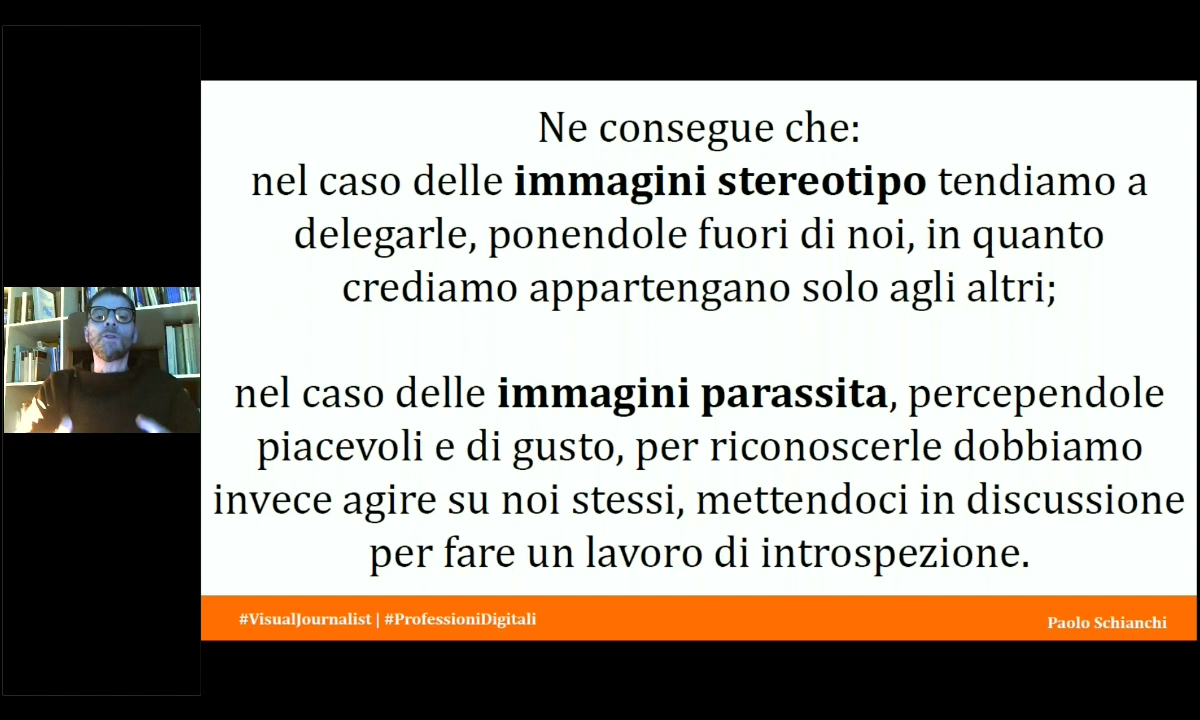 Ne consegue che:
nel caso delle immagini stereotipo tendiamo a
delegarle, ponendole fuori di noi, in quanto
crediamo appartengano solo agli altri;
nel caso delle immagini parassita, percependole
piacevoli e di gusto, per riconoscerle dobbiamo
invece agire su noi stessi, mettendoci in discussione
per fare un lavoro di introspezione.
#VisualJournalist | #ProfessioniDigitali
Paolo Schianchi